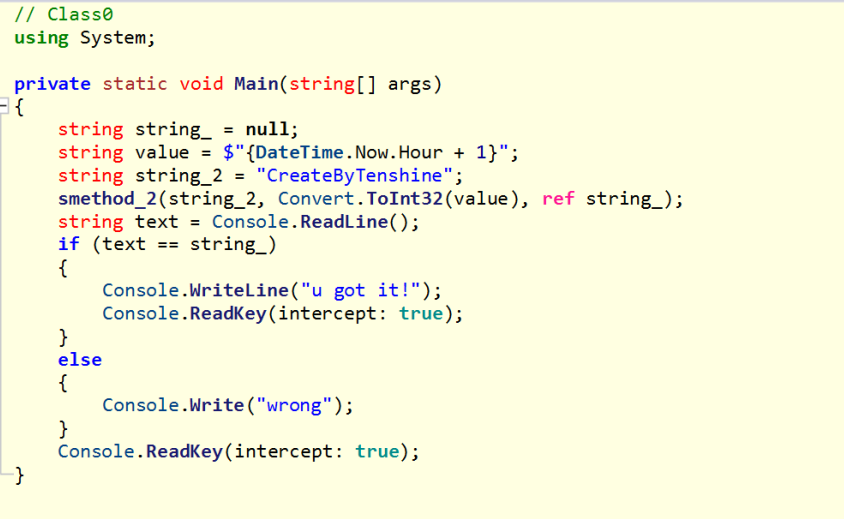 // Class0
using System;

private static void Main(string[] args)
{
    string string_ = null;
    string value = $"{DateTime.Now.Hour + 1}";
    string string_2 = "CreateByTenshine";
    smethod_2(string_2, Convert.ToInt32(value), ref string_);
    string text = Console.ReadLine();
    if (text == string_)
    {
        Console.WriteLine("u got it!");
        Console.ReadKey(intercept: true);
    }
    else
    {
        Console.Write("wrong");
    }
    Console.ReadKey(intercept: true);
}